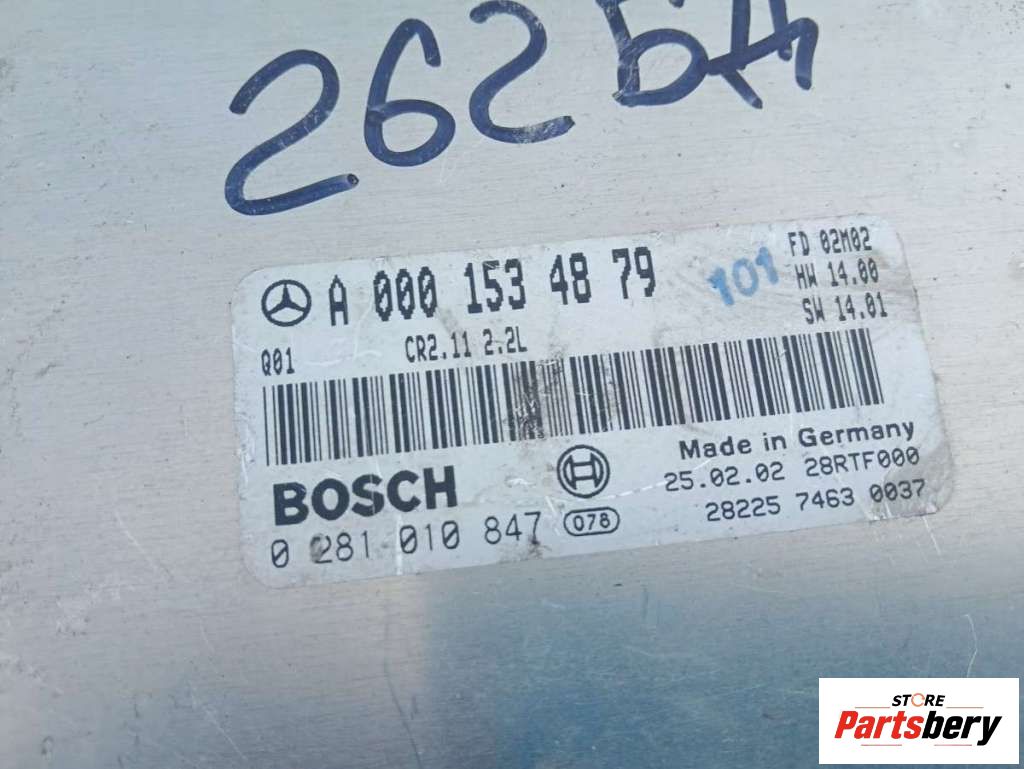 262БА
A 000 153 48 79
101
FD 02M02
HW 14.00
SW 14.01
Q01
CR2.11 2.2L
Made in Germany
BOSCH
25.02.02 28RTF000
0 281 010 847
078
28225 7463 0037
STORE
Partsbery